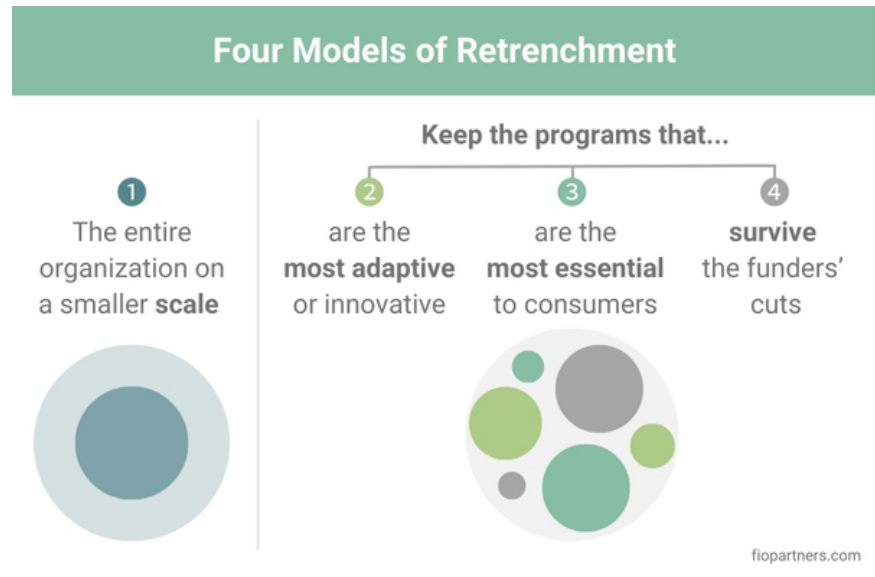 Four Models of Retrenchment
Keep the programs that...
1
The entire
organization on
a smaller scale
2
are the
most adaptive
or innovative
3
are the
most essential
to consumers
4
survive
the funders’
cuts
fiopartners.com